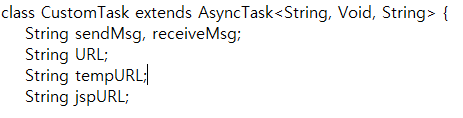 class CustomTask extends AsyncTask<String, Void, String> {
String sendMsg, receiveMsg;
String URL;
String tempURL;
String jspURL;